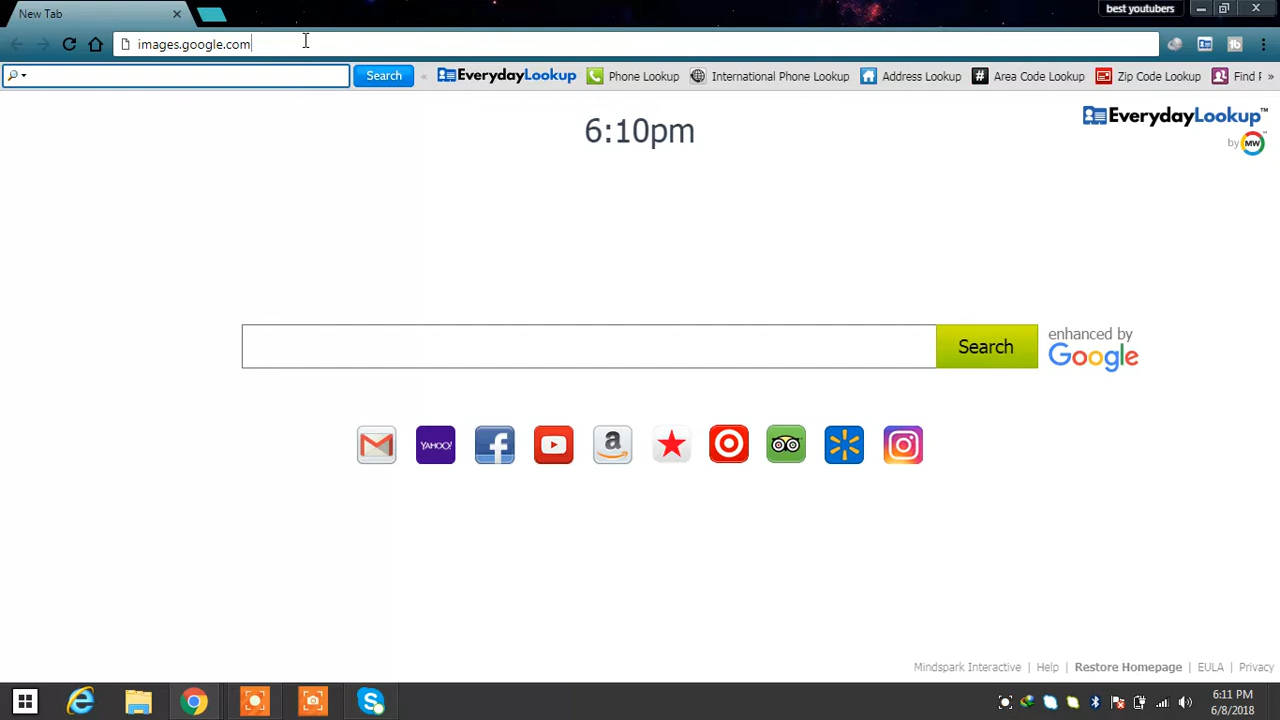 New Tab
best youtubers
images.google.com
Search
EverydayLookup
Phone Lookup
International Phone Lookup
Address Lookup
Area Code Lookup
Zip Code Lookup
Find
6:10pm
EverydayLookup™
by MW
Search
enhanced by
Google
YAHOO!
Mindspark Interactive | Help | Restore Homepage | EULA | Privacy
6:11 PM
6/8/2018